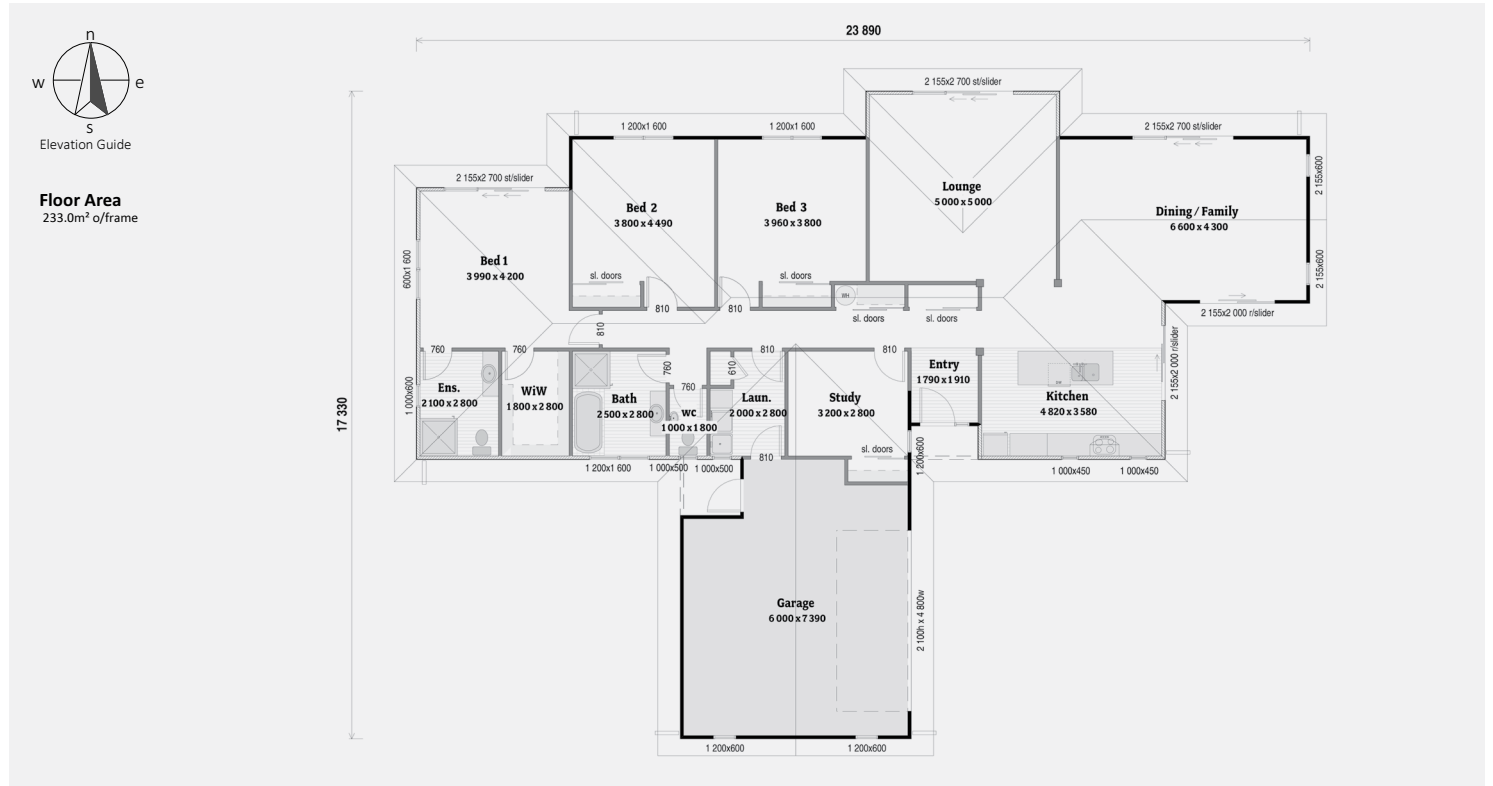 n
w
e
s
Elevation Guide
Floor Area
233.0m² o/frame
23 890
17 330
2 155x2 700 st/slider
1 200x1 600
1 200x1 600
2 155x2 700 st/slider
2 155x2 700 st/slider
2 155x600
2 155x600
Lounge
5 000 x 5 000
Bed 2
3 800 x 4 490
Bed 3
3 960 x 3 800
Dining / Family
6 600 x 4 300
Bed 1
3 990 x 4 200
600x1 600
sl. doors
sl. doors
WH
810
810
sl. doors
sl. doors
2 155x2 000 r/slider
810
760
760
760
760
610
810
810
2 155x2 000 r/slider
Ens.
2 100 x 2 800
1 000x600
WiW
1 800 x 2 800
Bath
2 500 x 2 800
wc
1 000 x 1 800
Laun.
2 000 x 2 800
Study
3 200 x 2 800
sl. doors
Entry
1 790 x 1 910
DW
Kitchen
4 820 x 3 580
1 200x600
1 200x1 600
1 000x500
1 000x500
810
1 000x450
1 000x450
Garage
6 000 x 7 390
2 100h x 4 800w
1 200x600
1 200x600